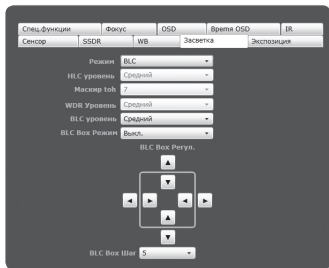 Спец.функции Фокус OSD Время OSD IR
Сенсор SSDR WB Засветка Экспозиция
Режим BLC
HLC уровень Средний
Маскир toh 7
WDR Уровень Средний
BLC уровень Средний
BLC Box Режим Выкл.
BLC Box Регул.
BLC Box Шаг 5